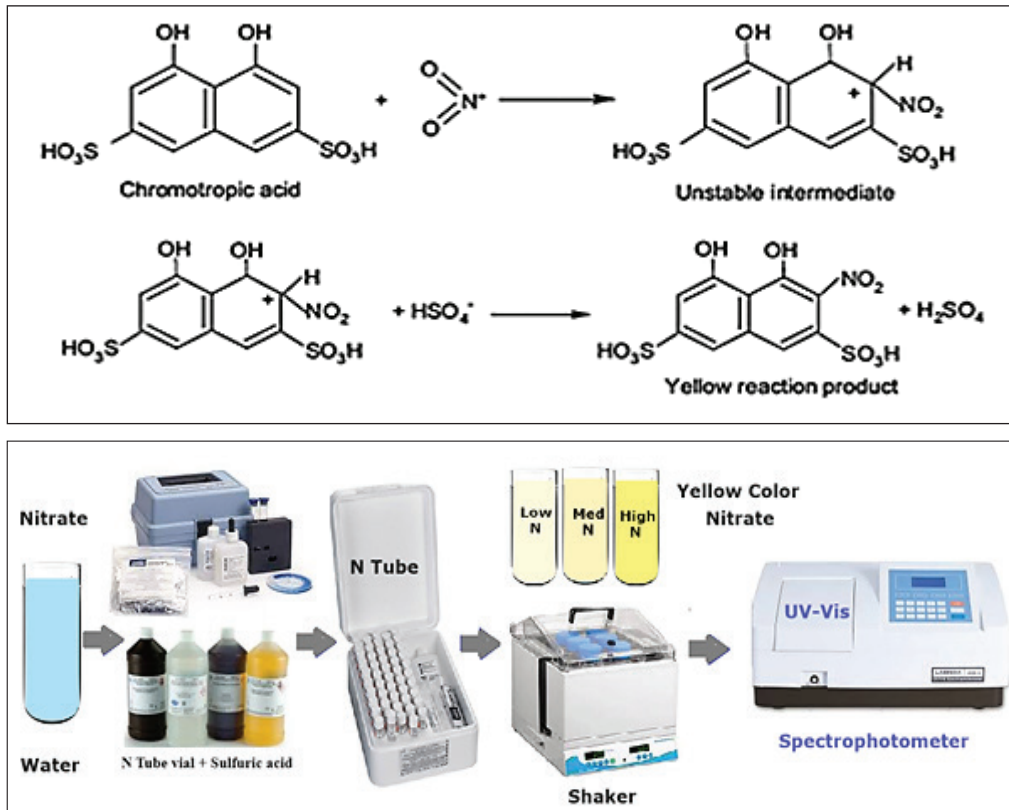 OH OH
O
+ N⁺
O
HO₃S SO₃H
Chromotropic acid
OH OH
H
+
NO₂
HO₃S SO₃H
Unstable intermediate
OH OH
H
+
NO₂
HO₃S SO₃H
+ HSO₄⁻
OH OH
NO₂
HO₃S SO₃H
+ H₂SO₄
Yellow reaction product
Nitrate
Water
N Tube vial + Sulfuric acid
N Tube
Low
N
Med
N
High
N
Yellow Color
Nitrate
Shaker
UV-Vis
Spectrophotometer